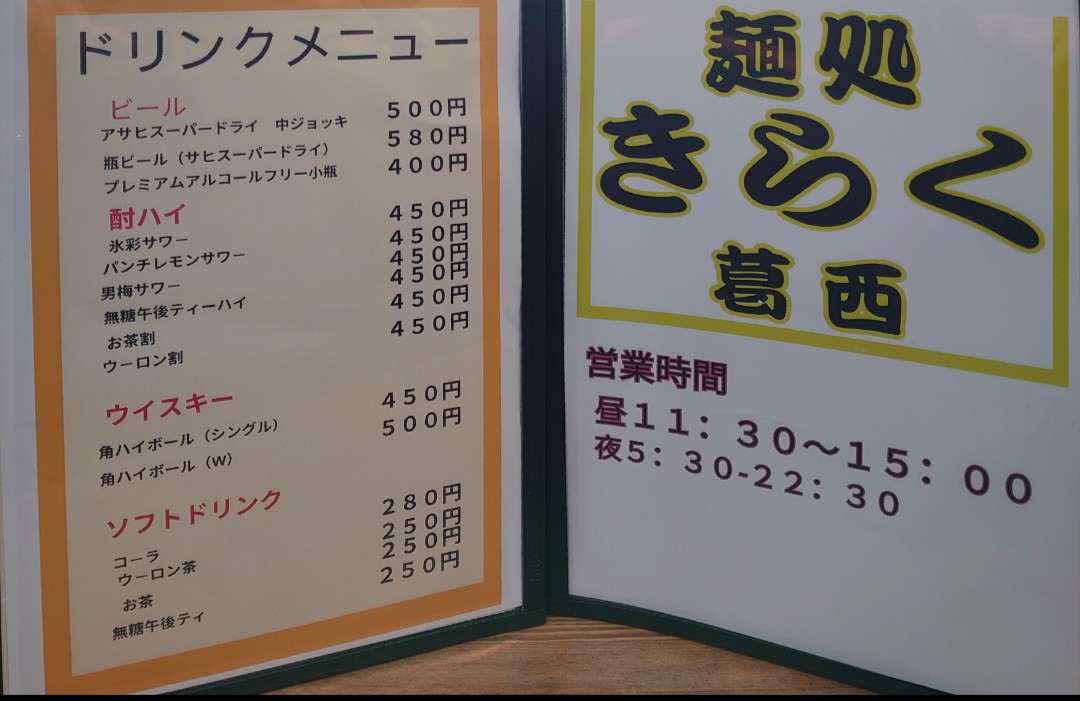 ドリンクメニュー
ビール
アサヒスーパードライ 中ジョッキ 500円
瓶ビール（サヒスーパードライ） 580円
プレミアムアルコールフリー小瓶 400円
酎ハイ
氷彩サワー 450円
パンチレモンサワー 450円
男梅サワー 450円
無糖午後ティーハイ 450円
お茶割 450円
ウーロン割 450円
ウイスキー
角ハイボール（シングル） 450円
角ハイボール（W） 500円
ソフトドリンク
コーラ 280円
ウーロン茶 250円
お茶 250円
無糖午後ティ 250円
麺処
きらく
葛西
営業時間
昼11：30～15：00
夜5：30-22：30